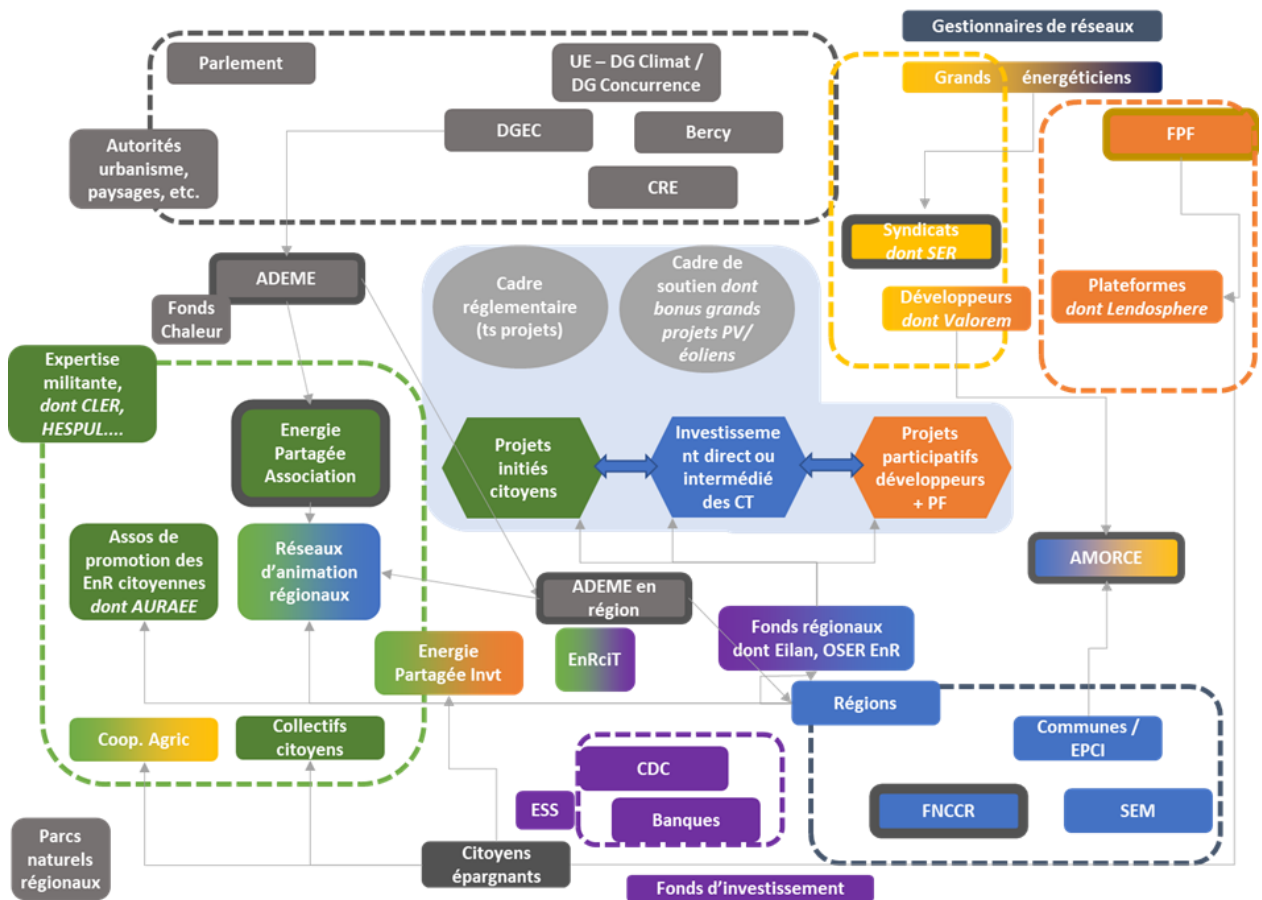 Gestionnaires de réseaux
Parlement
UE – DG Climat /
DG Concurrence
Grands énergéticiens
DGEC
Bercy
FPF
Autorités
urbanisme,
paysages, etc.
CRE
Syndicats
dont SER
Cadre
réglementaire
(ts projets)
Cadre de
soutien dont
bonus grands
projets PV/
éoliens
ADEME
Fonds
Chaleur
Développeurs
dont Valorem
Plateformes
dont Lendosphere
Expertise
militante,
dont CLER,
HESPUL....
Energie
Partagée
Association
Projets
initiés
citoyens
Investisseme
nt direct ou
intermédié
des CT
Projets
participatifs
développeurs
+ PF
Assos de
promotion des
EnR citoyennes
dont AURAEE
Réseaux
d’animation
régionaux
AMORCE
ADEME en
région
Fonds régionaux
dont Eilan, OSER EnR
Energie
Partagée Invt
EnRciT
Régions
Coop. Agric
Collectifs
citoyens
Communes /
EPCI
CDC
ESS
Banques
FNCCR
SEM
Parcs
naturels
régionaux
Citoyens
épargnants
Fonds d’investissement